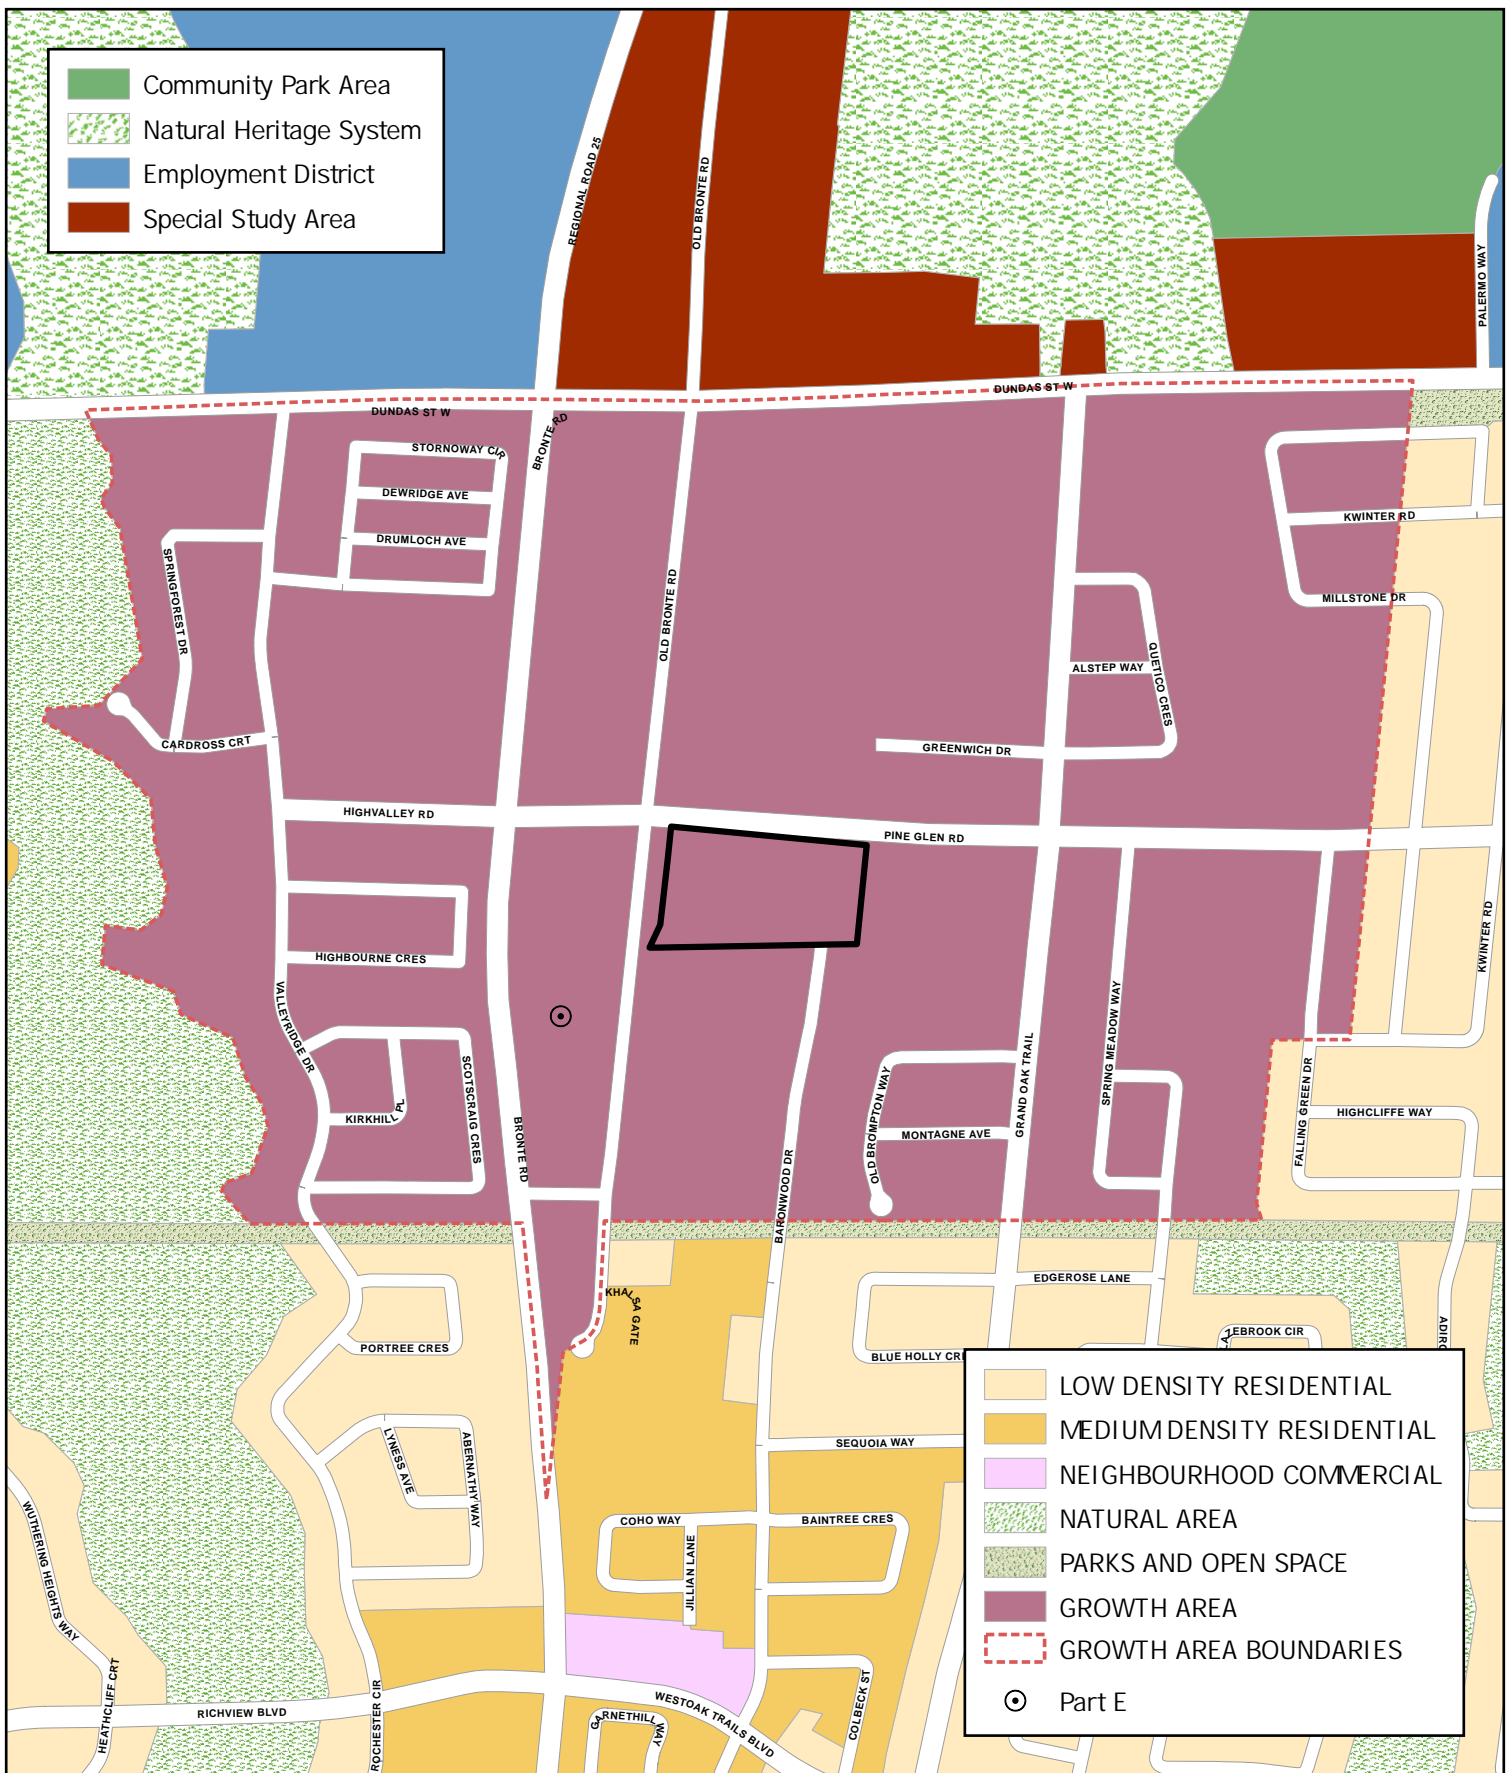 Community Park Area
Natural Heritage System
Employment District
Special Study Area
REGIONAL ROAD 25
OLD BRONTE RD
PALERMO WAY
DUNDAS ST W
DUNDAS ST W
STORNOWAY CIR
BRONTE RD
DEWRIDGE AVE
DRUMLOCH AVE
KWINTER RD
SPRINGFOREST DR
OLD BRONTE RD
MILLSTONE DR
ALSTEP WAY
QUETICO CRES
CARDROSS CRT
GREENWICH DR
HIGHVALLEY RD
PINE GLEN RD
HIGHBOURNE CRES
KWINTER RD
VALLEYRIDGE DR
SPRING MEADOW WAY
GRAND OAK TRAIL
KIRKHILL PL
SCOTSCRAIG CRES
BRONTE RD
OLD BROMPTON WAY
MONTAGNE AVE
FALLING GREEN DR
HIGHCLIFFE WAY
BARONWOOD DR
EDGEROSE LANE
KHALSA GATE
PORTREE CRES
BLUE HOLLY CRE
ZEBROOK CIR
LYNESS AVE
ABERNATHY WAY
SEQUOIA WAY
WUTHERING HEIGHTS WAY
COHO WAY
BAINTREE CRES
JILLIAN LANE
HEATHCLIFF CRT
RICHVIEW BLVD
ROCHESTER CIR
GARNETHILL WAY
WESTOAK TRAILS BLVD
COLBECK ST
LOW DENSITY RESIDENTIAL
MEDIUM DENSITY RESIDENTIAL
NEIGHBOURHOOD COMMERCIAL
NATURAL AREA
PARKS AND OPEN SPACE
GROWTH AREA
GROWTH AREA BOUNDARIES
Part E